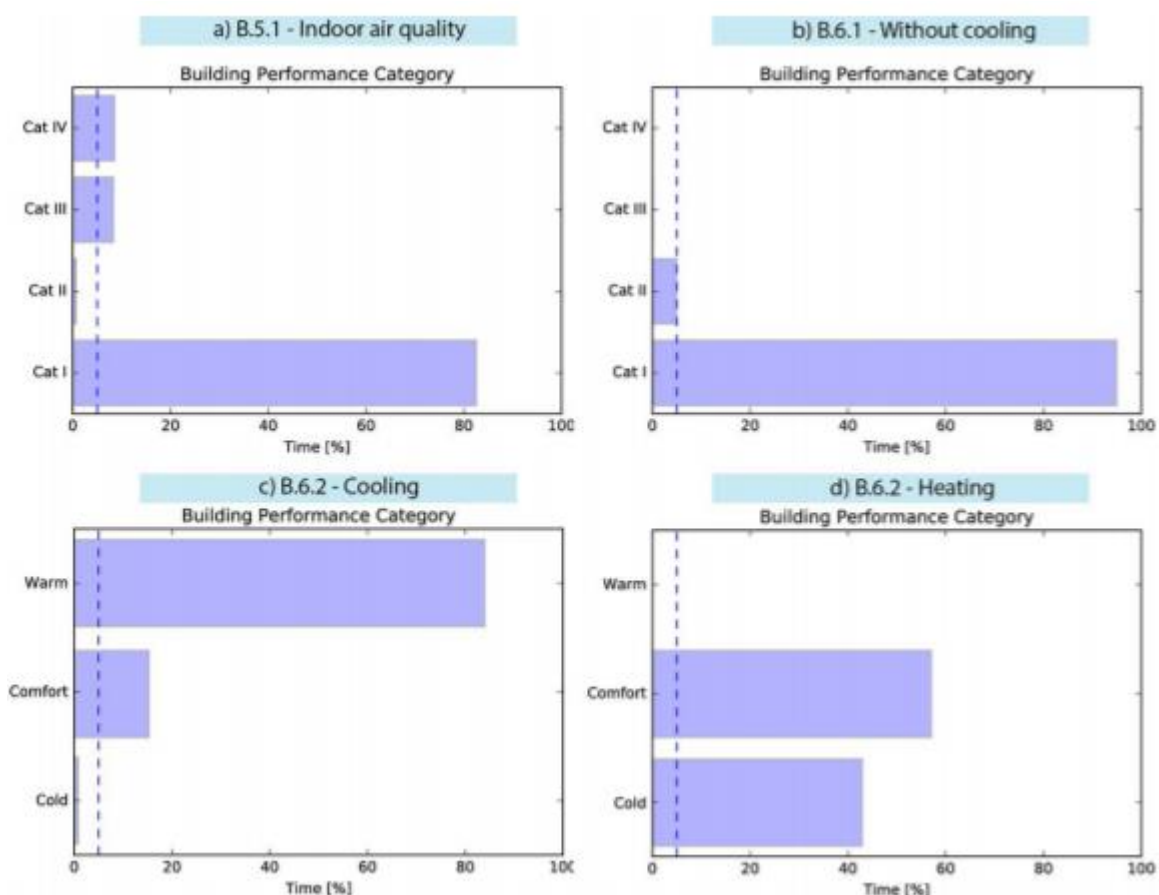 a) B.5.1 - Indoor air quality
Building Performance Category
Cat IV
Cat III
Cat II
Cat I
0 20 40 60 80 100
Time [%]
b) B.6.1 - Without cooling
Building Performance Category
Cat IV
Cat III
Cat II
Cat I
0 20 40 60 80 100
Time [%]
c) B.6.2 - Cooling
Building Performance Category
Warm
Comfort
Cold
0 20 40 60 80 100
Time [%]
d) B.6.2 - Heating
Building Performance Category
Warm
Comfort
Cold
0 20 40 60 80 100
Time [%]